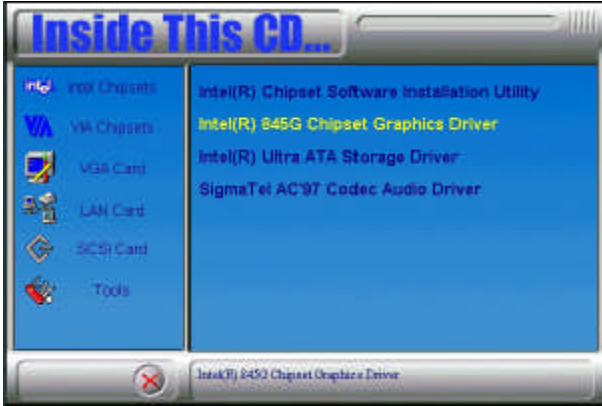 Inside This CD...
intel
Intel Chipsets
VIA
VIA Chipsets
VGA Card
LAN Card
SCSI Card
Tools
Intel(R) Chipset Software Installation Utility
Intel(R) 845G Chipset Graphics Driver
Intel(R) Ultra ATA Storage Driver
SigmaTel AC'97 Codec Audio Driver
Intel(R) 845G Chipset Graphics Driver